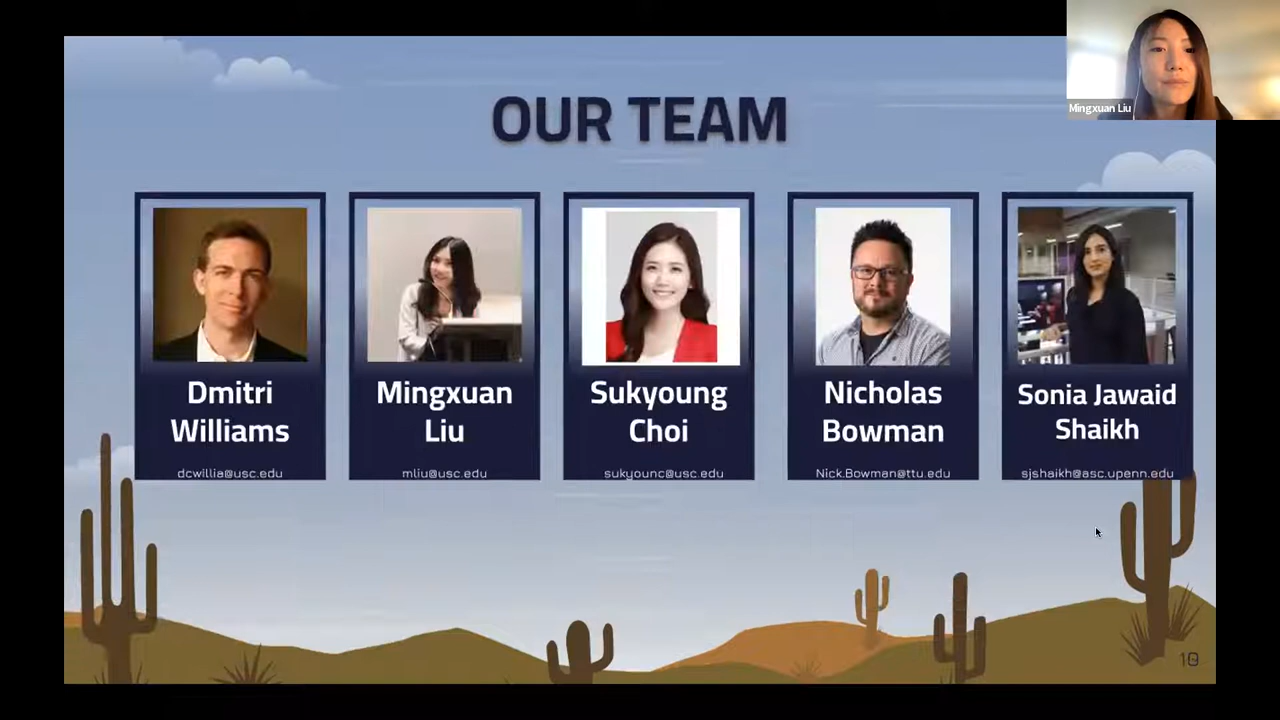 Mingxuan Liu
OUR TEAM
Dmitri
Williams
dcwillia@usc.edu
Mingxuan
Liu
mliu@usc.edu
Sukyoung
Choi
sukyounc@usc.edu
Nicholas
Bowman
Nick.Bowman@ttu.edu
Sonia Jawaid
Shaikh
sjshaikh@asc.upenn.edu
10